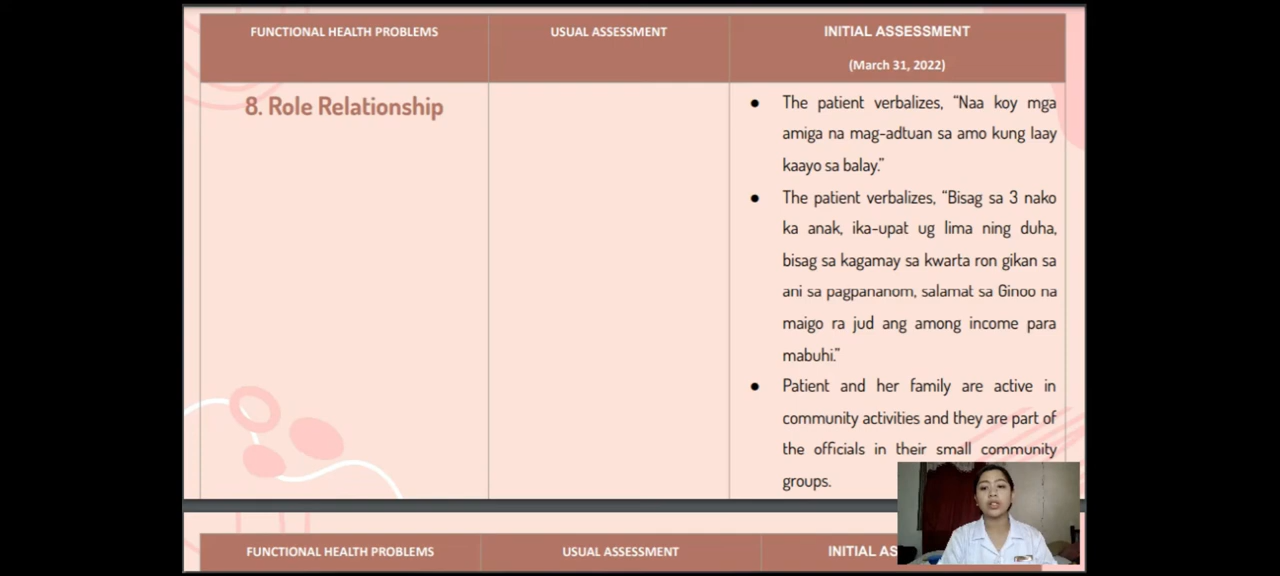 FUNCTIONAL HEALTH PROBLEMS
USUAL ASSESSMENT
INITIAL ASSESSMENT
(March 31, 2022)
8. Role Relationship
● The patient verbalizes, “Naa koy mga
amiga na mag-adtuan sa amo kung laay
kaayo sa balay.”
● The patient verbalizes, “Bisag sa 3 nako
ka anak, ika-upat ug lima ning duha,
bisag sa kagamay sa kwarta ron gikan sa
ani sa pagpananom, salamat sa Ginoo na
maigo ra jud ang among income para
mabuhi.”
● Patient and her family are active in
community activities and they are part of
the officials in their small community
groups.
FUNCTIONAL HEALTH PROBLEMS
USUAL ASSESSMENT
INITIAL AS